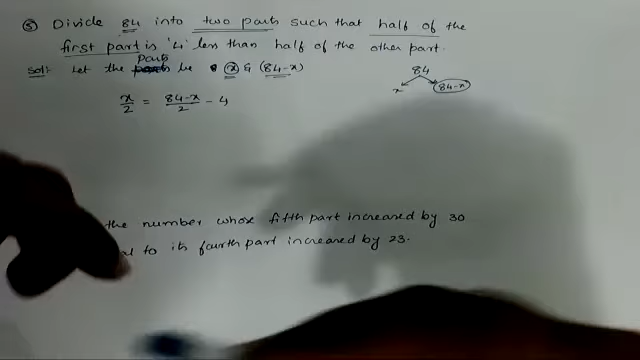 ⑤ Divide 84 into two parts such that half of the
first part is '4' less than half of the other part.
Sol: Let the parts be x & (84-x)
84
x 84-x
x/2 = 84-x/2 - 4
the number whose fifth part increased by 30
to its fourth part increased by 23.